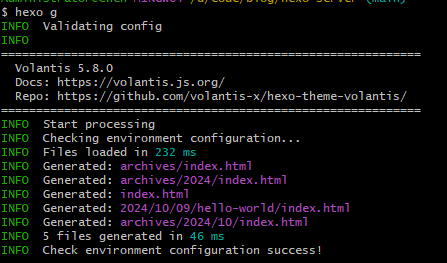 $ hexo g
INFO  Validating config
INFO
===================================================
  Volantis 5.8.0
  Docs: https://volantis.js.org/
  Repo: https://github.com/volantis-x/hexo-theme-volantis/
===================================================
INFO  Start processing
INFO  Checking environment configuration...
INFO  Files loaded in 232 ms
INFO  Generated: archives/index.html
INFO  Generated: archives/2024/index.html
INFO  Generated: index.html
INFO  Generated: 2024/10/09/hello-world/index.html
INFO  Generated: archives/2024/10/index.html
INFO  5 files generated in 46 ms
INFO  Check environment configuration success!